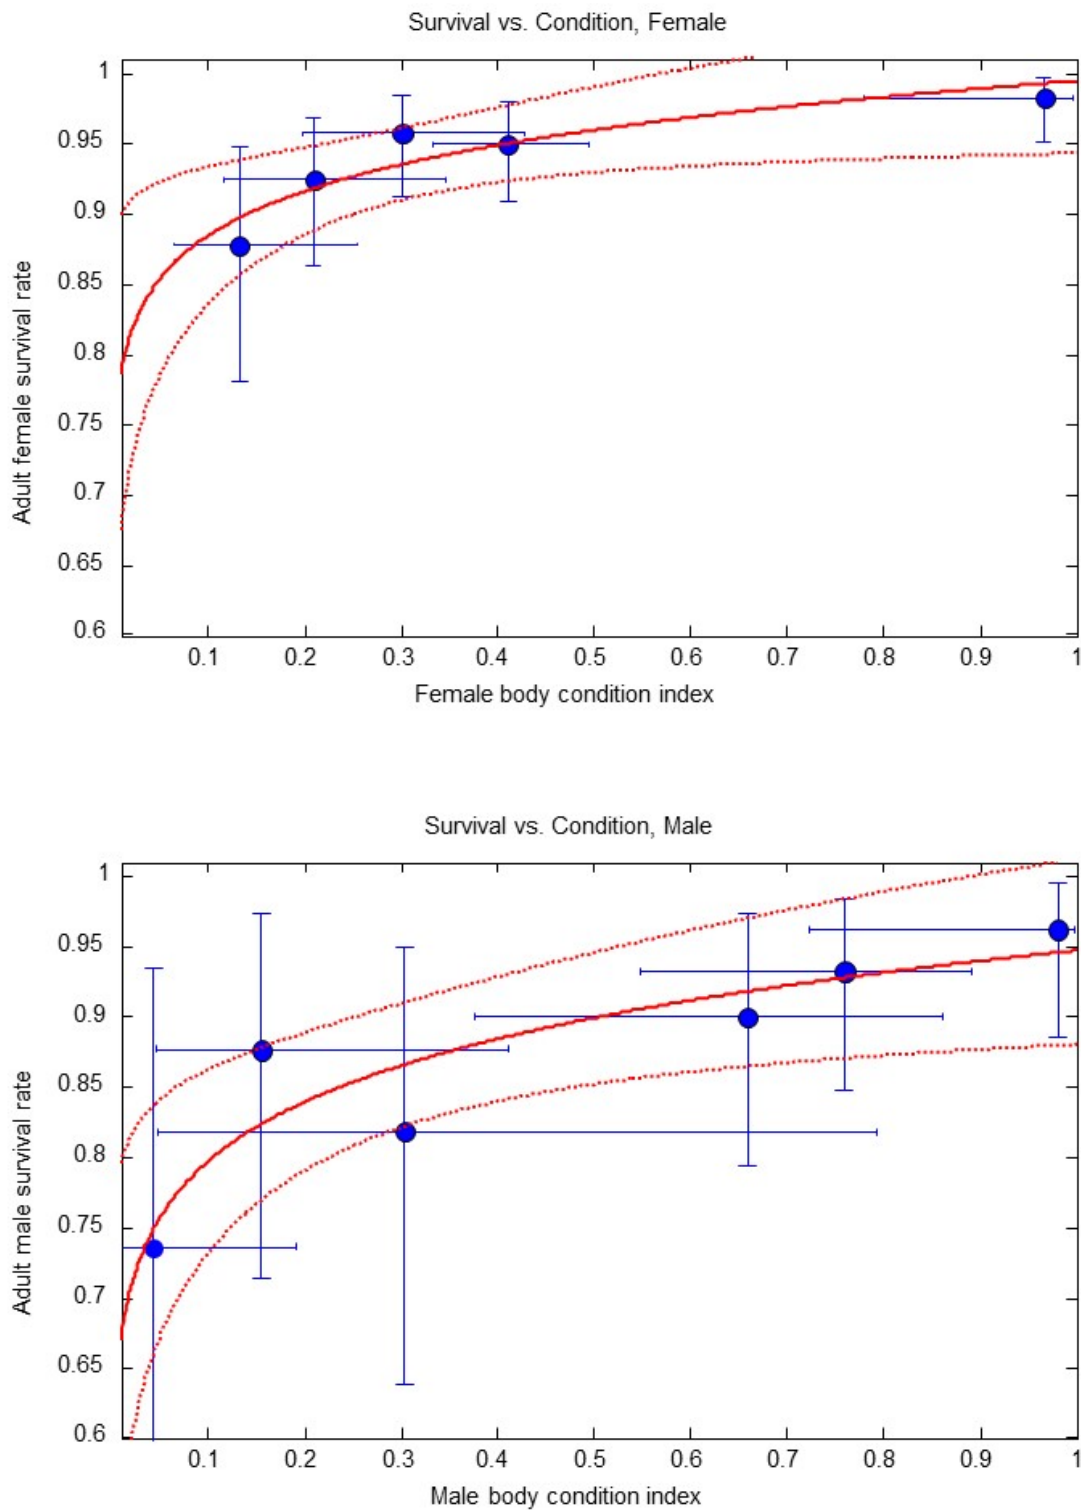 Survival vs. Condition, Female
1
0.95
0.9
0.85
0.8
0.75
0.7
0.65
0.6
Adult female survival rate
0.1 0.2 0.3 0.4 0.5 0.6 0.7 0.8 0.9 1
Female body condition index
Survival vs. Condition, Male
1
0.95
0.9
0.85
0.8
0.75
0.7
0.65
0.6
Adult male survival rate
0.1 0.2 0.3 0.4 0.5 0.6 0.7 0.8 0.9 1
Male body condition index